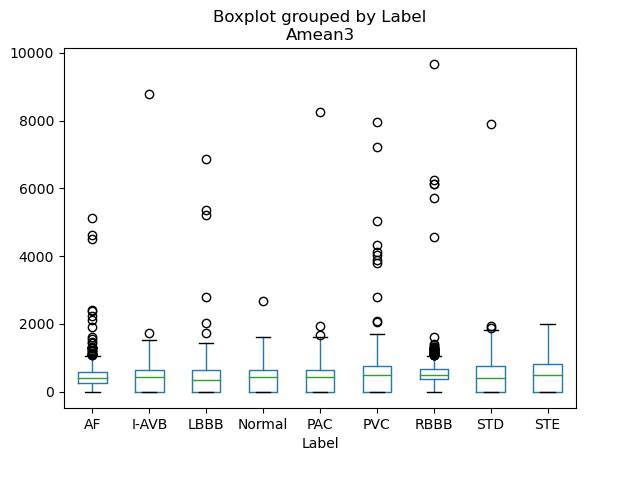 Boxplot grouped by Label
Amean3
10000
8000
6000
4000
2000
0
AF I-AVB LBBB Normal PAC PVC RBBB STD STE
Label